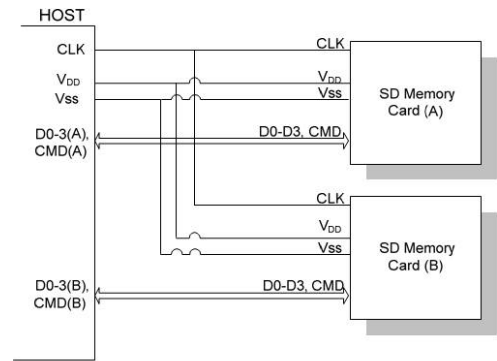 HOST
CLK
VDD
Vss
D0-3(A),
CMD(A)
CLK
VDD
Vss
D0-D3, CMD
SD Memory
Card (A)
CLK
VDD
Vss
SD Memory
Card (B)
D0-3(B),
CMD(B)
D0-D3, CMD